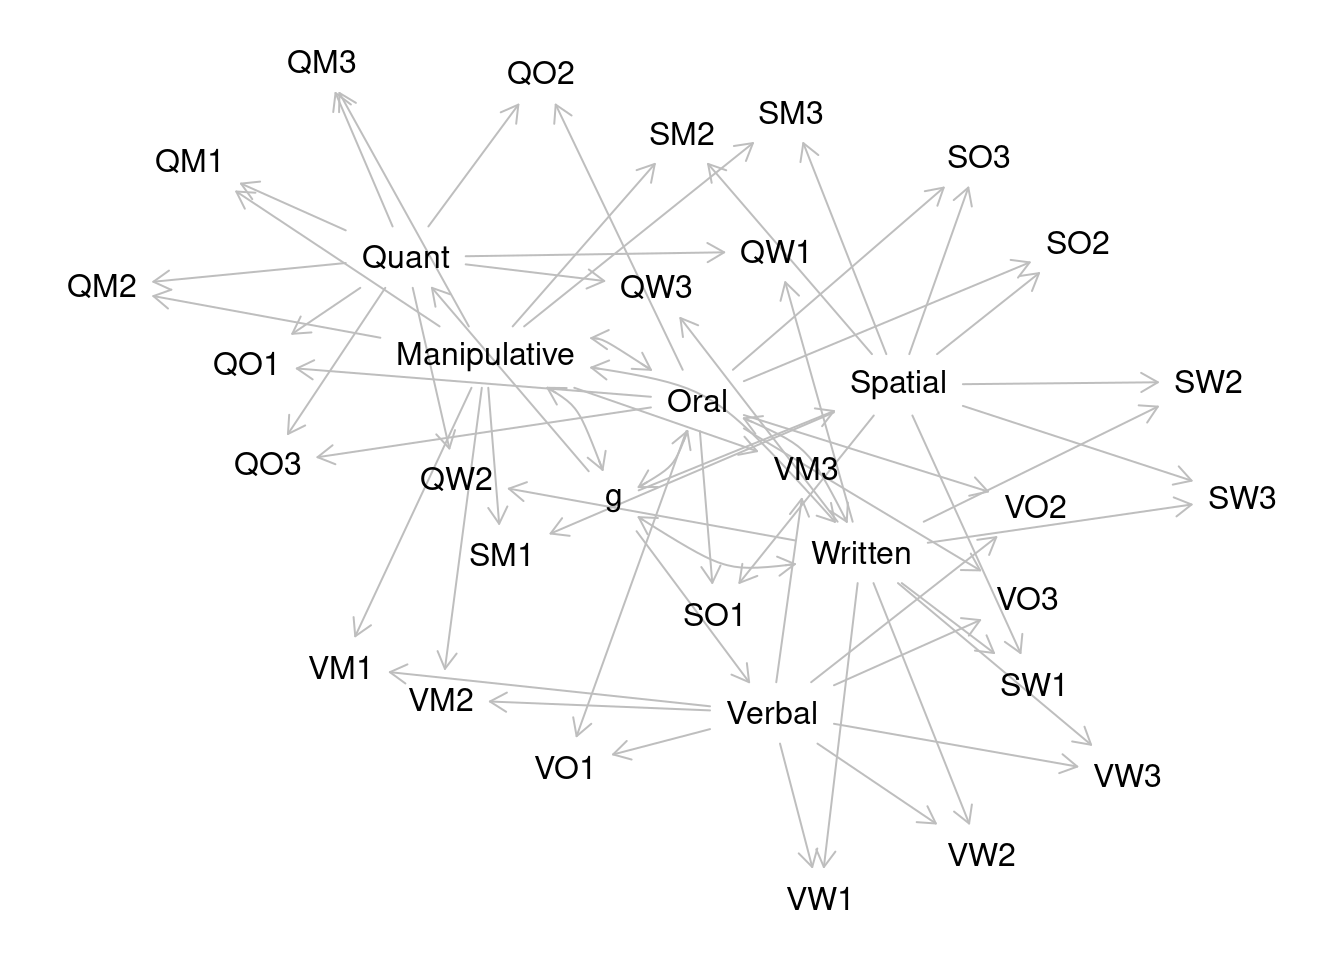 QM3
QO2
SM3
SM2
SO3
QM1
SO2
QW1
Quant
QM2
QW3
Manipulative
QO1
Spatial
SW2
Oral
QO3
VM3
QW2
g
SW3
VO2
SM1
Written
VO3
SO1
VM1
SW1
VM2
Verbal
VO1
VW3
VW2
VW1